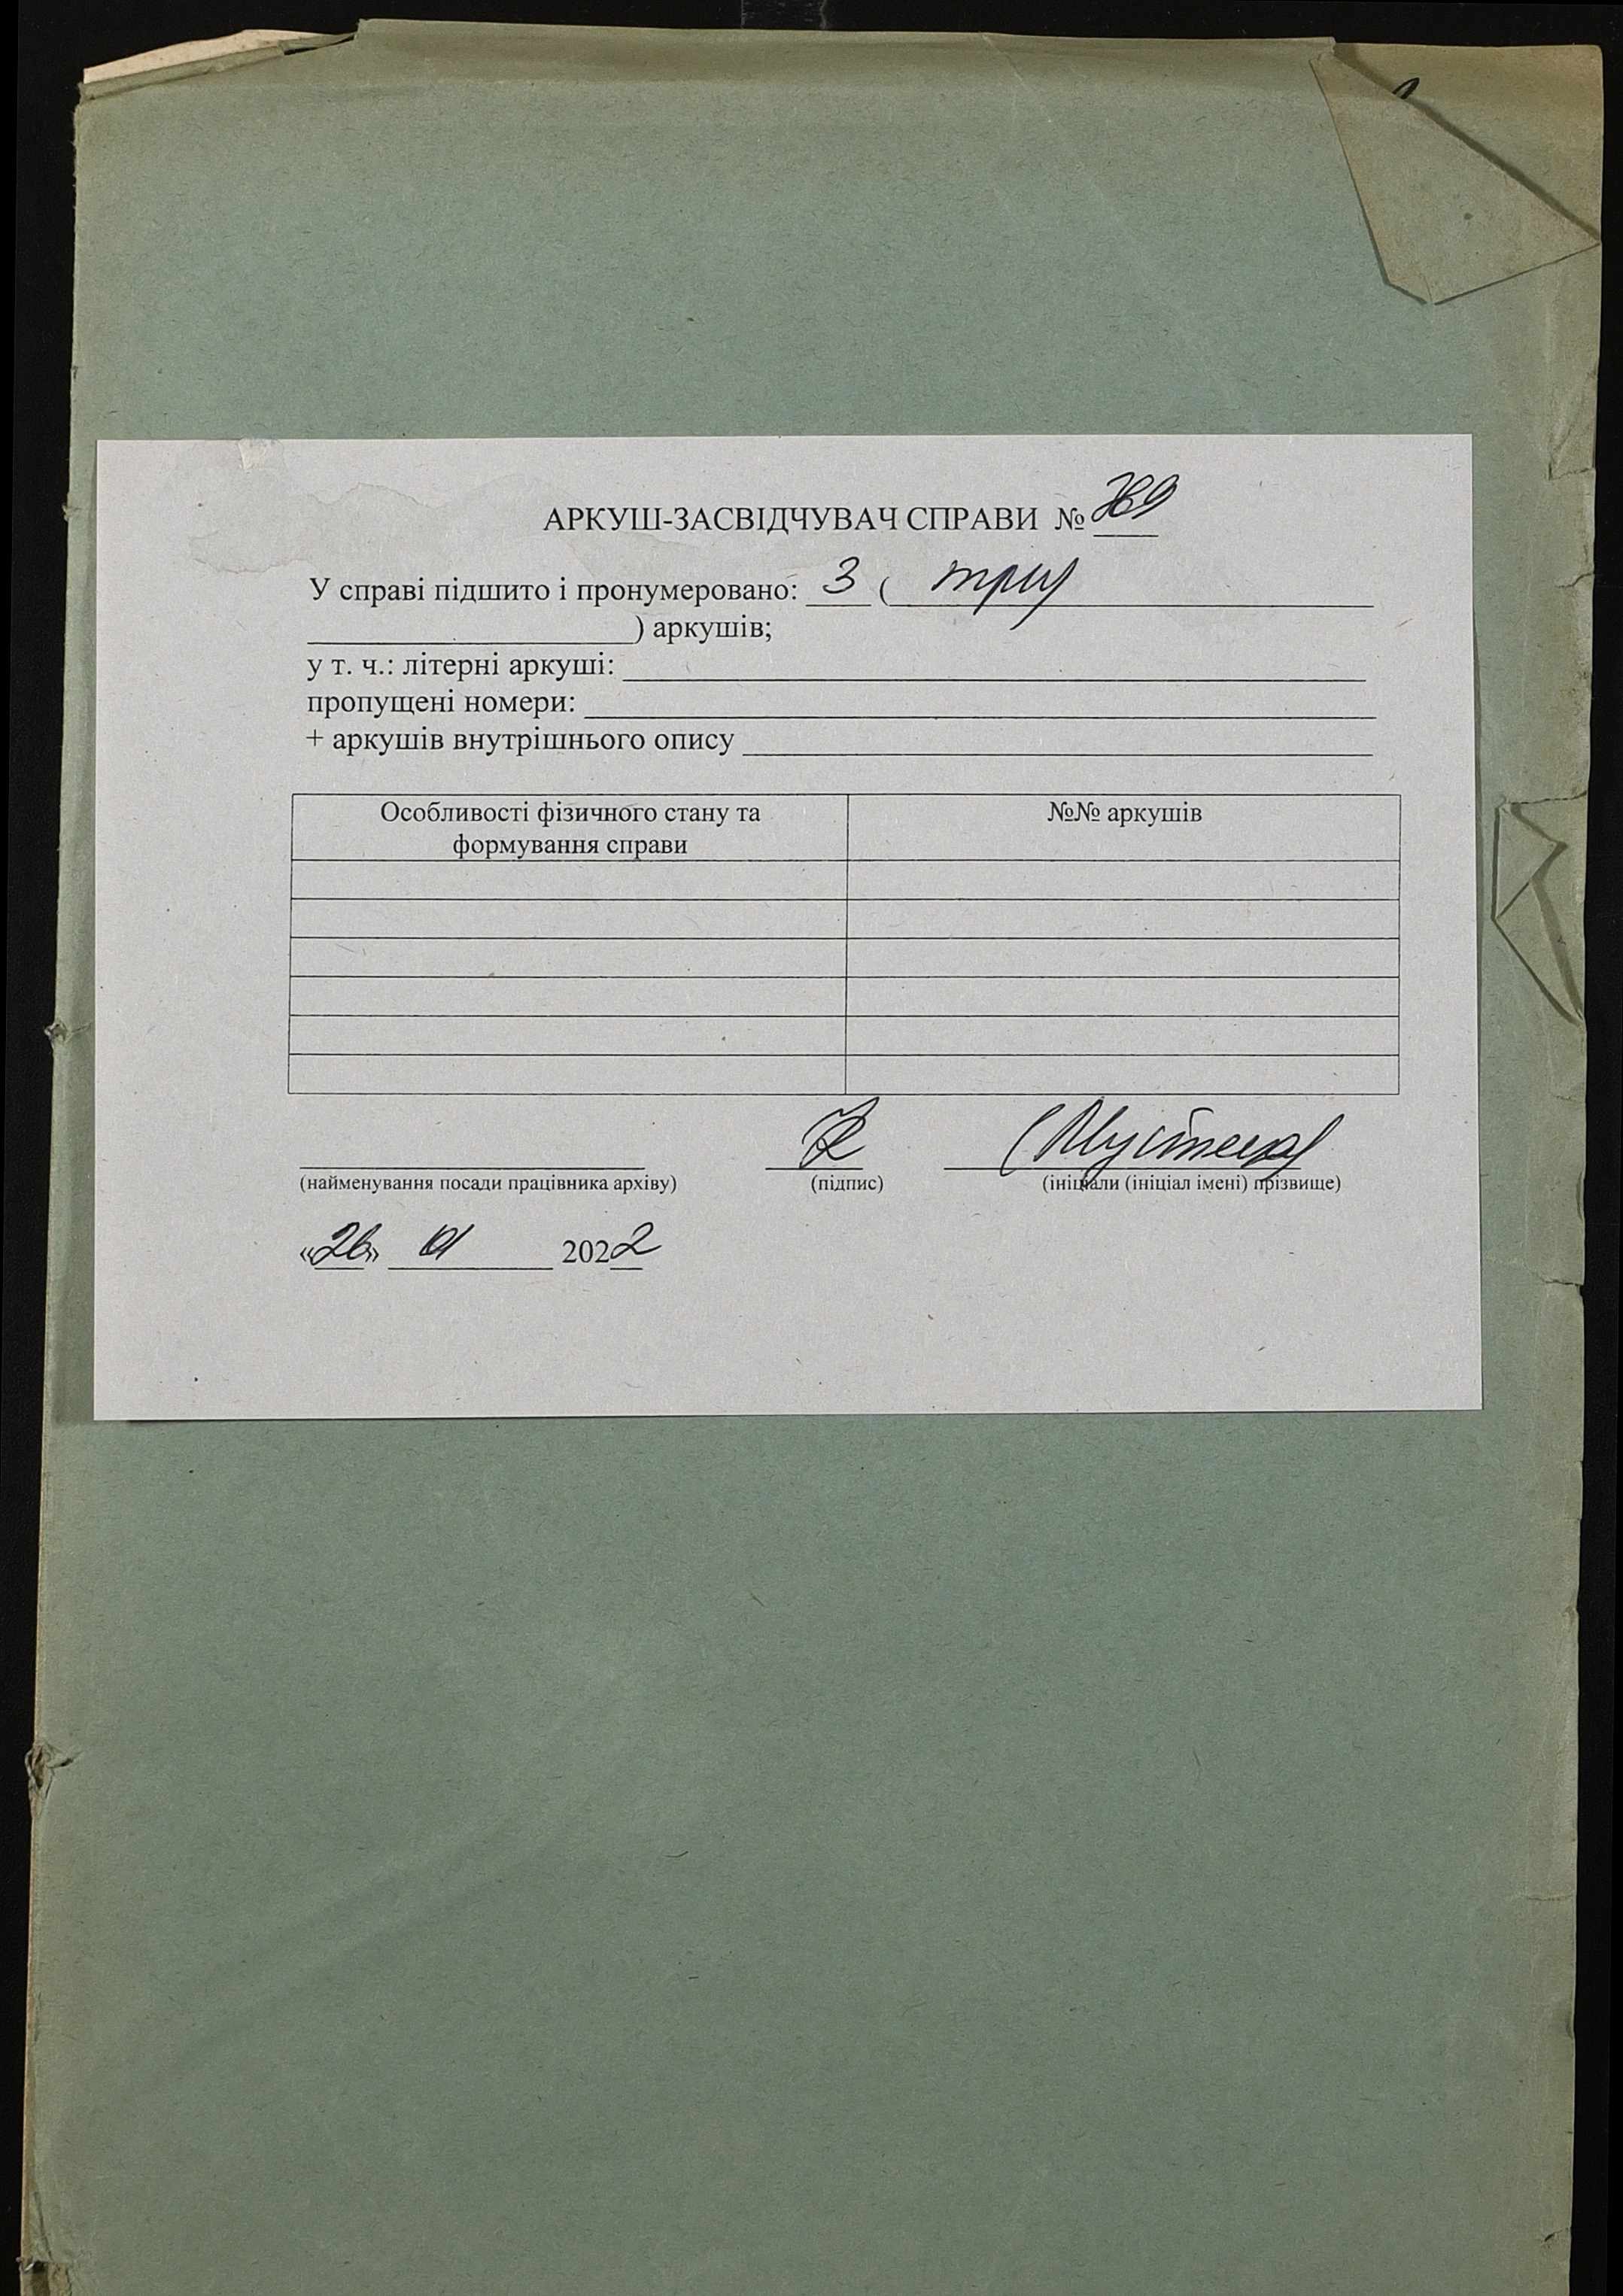 АРКУШ-ЗАСВІДЧУВАЧ СПРАВИ №
У справі підшито і пронумеровано: 3 ( три
) аркушів;
у т. ч.: літерні аркуші:
пропущені номери:
+ аркушів внутрішнього опису
Особливості фізичного стану та
формування справи
№№ аркушів
(найменування посади працівника архіву) (підпис) (ініціали (ініціал імені) прізвище)
«26» 01 2022